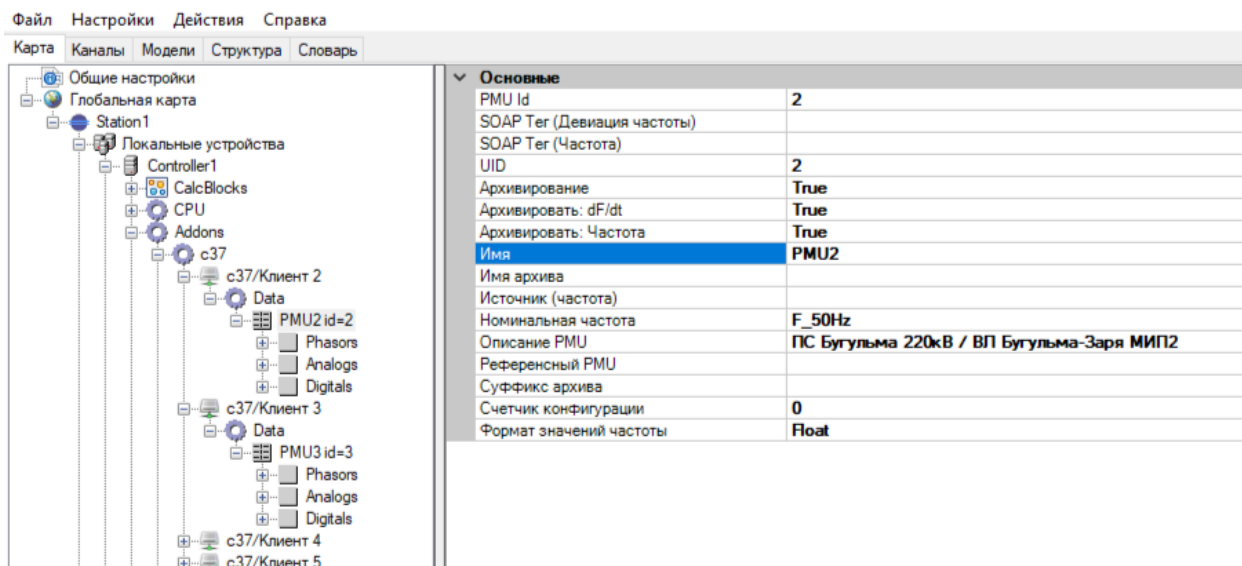 Файл Настройки Действия Справка
Карта Каналы Модели Структура Словарь
Общие настройки
Глобальная карта
Station1
Локальные устройства
Controller1
CalcBlocks
CPU
Addons
c37
c37/Клиент 2
Data
PMU2 id=2
Phasors
Analogs
Digitals
c37/Клиент 3
Data
PMU3 id=3
Phasors
Analogs
Digitals
c37/Клиент 4
c37/Клиент 5
Основные
PMU Id 2
SOAP Тег (Девиация частоты)
SOAP Тег (Частота)
UID 2
Архивирование True
Архивировать: dF/dt True
Архивировать: Частота True
Имя PMU2
Имя архива
Источник (частота)
Номинальная частота F_50Hz
Описание PMU ПС Бугульма 220кВ / ВЛ Бугульма-Заря МИП2
Референсный PMU
Суффикс архива
Счетчик конфигурации 0
Формат значений частоты Float